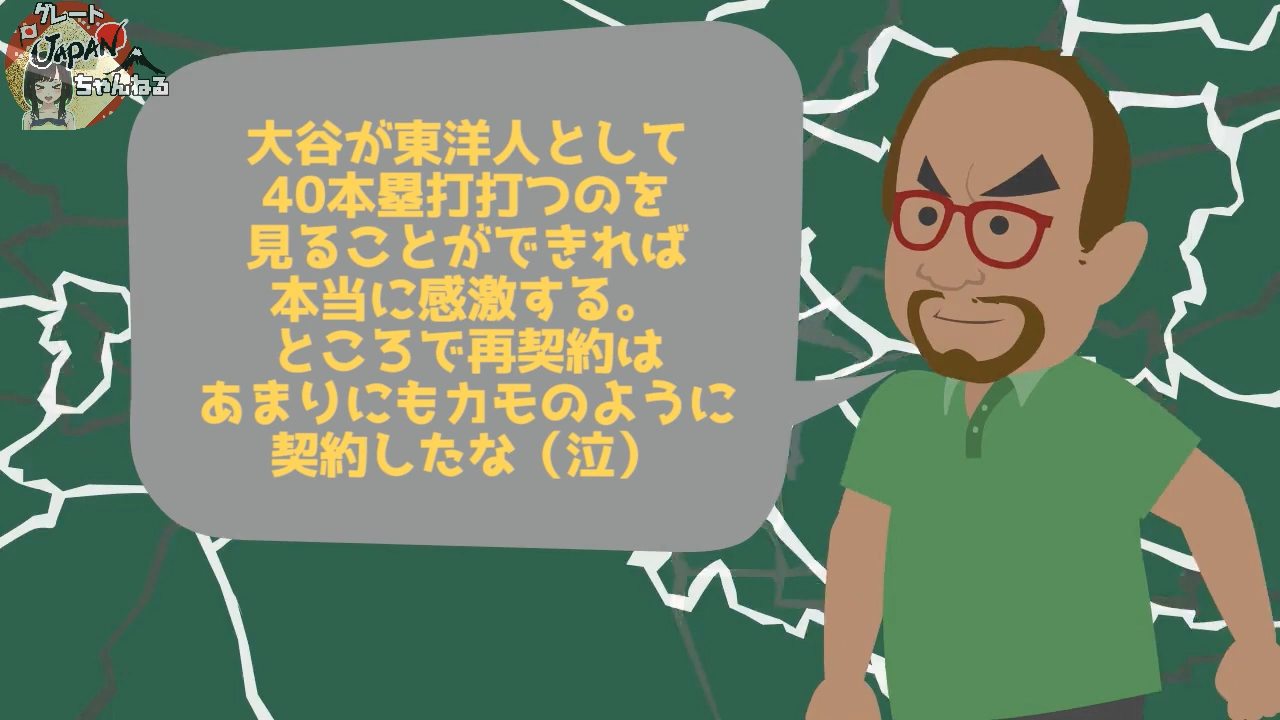 グレート
JAPAN
ちゃんねる
大谷が東洋人として
40本塁打打つのを
見ることができれば
本当に感激する。
ところで再契約は
あまりにもカモのように
契約したな（泣）